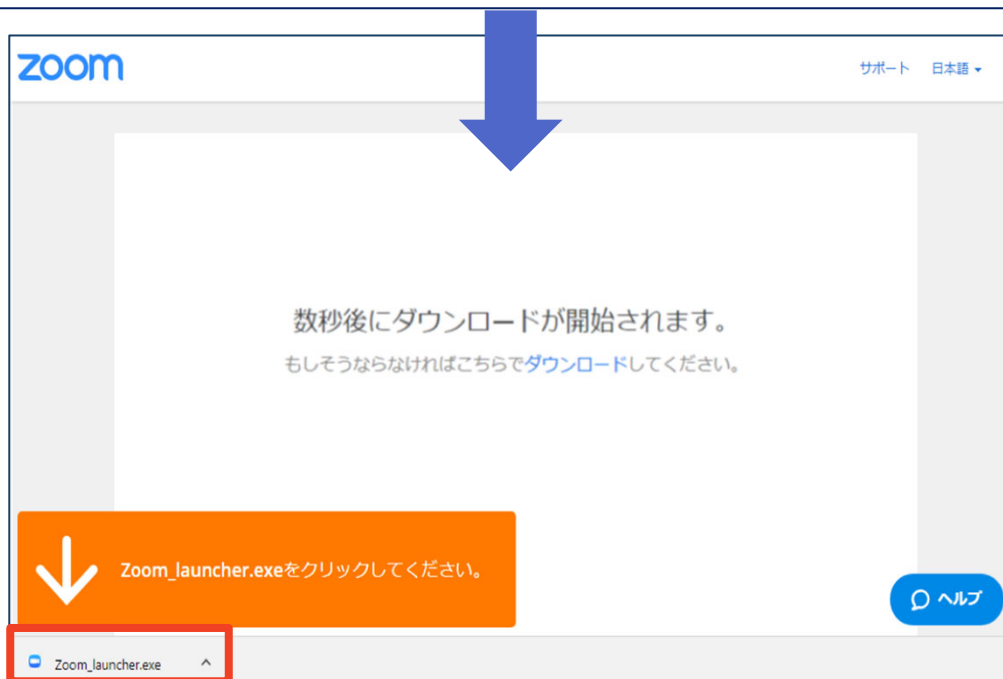 zoom
サポート 日本語
数秒後にダウンロードが開始されます。
もしそうならなければこちらでダウンロードしてください。
Zoom_launcher.exeをクリックしてください。
ヘルプ
Zoom_launcher.exe